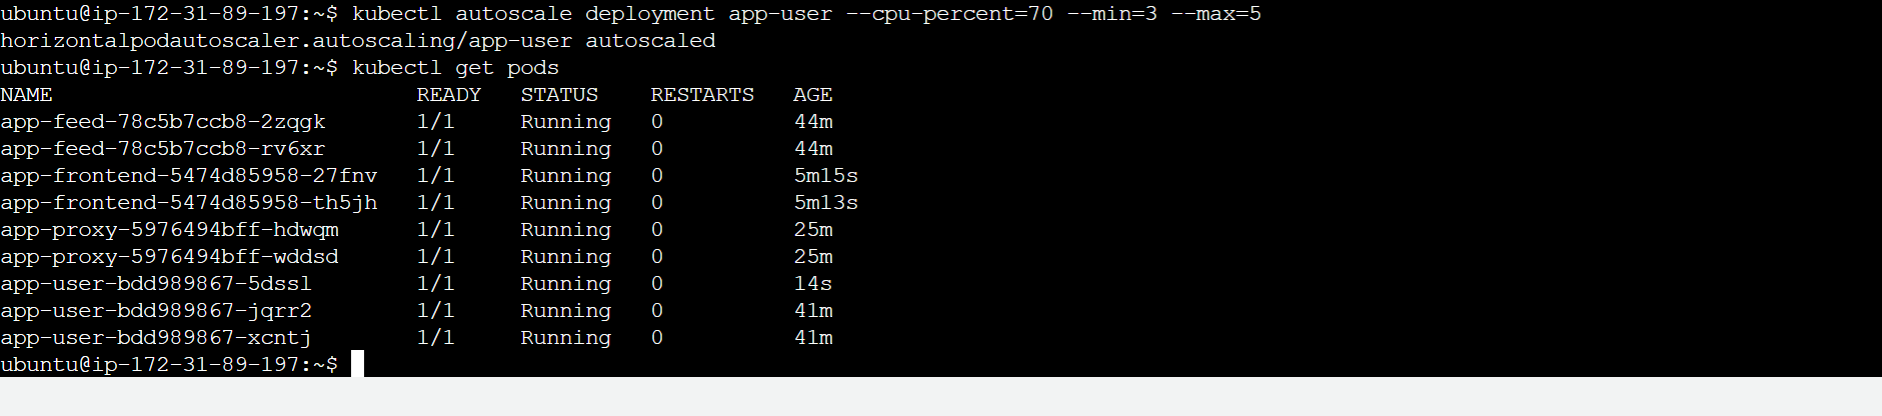 ubuntu@ip-172-31-89-197:~$ kubectl autoscale deployment app-user --cpu-percent=70 --min=3 --max=5
horizontalpodautoscaler.autoscaling/app-user autoscaled
ubuntu@ip-172-31-89-197:~$ kubectl get pods
NAME                            READY   STATUS    RESTARTS   AGE
app-feed-78c5b7ccb8-2zqgk       1/1     Running   0          44m
app-feed-78c5b7ccb8-rv6xr       1/1     Running   0          44m
app-frontend-5474d85958-27fnv   1/1     Running   0          5m15s
app-frontend-5474d85958-th5jh   1/1     Running   0          5m13s
app-proxy-5976494bff-hdwqm      1/1     Running   0          25m
app-proxy-5976494bff-wddsd      1/1     Running   0          25m
app-user-bdd989867-5dssl        1/1     Running   0          14s
app-user-bdd989867-jqrr2        1/1     Running   0          41m
app-user-bdd989867-xcntj        1/1     Running   0          41m
ubuntu@ip-172-31-89-197:~$